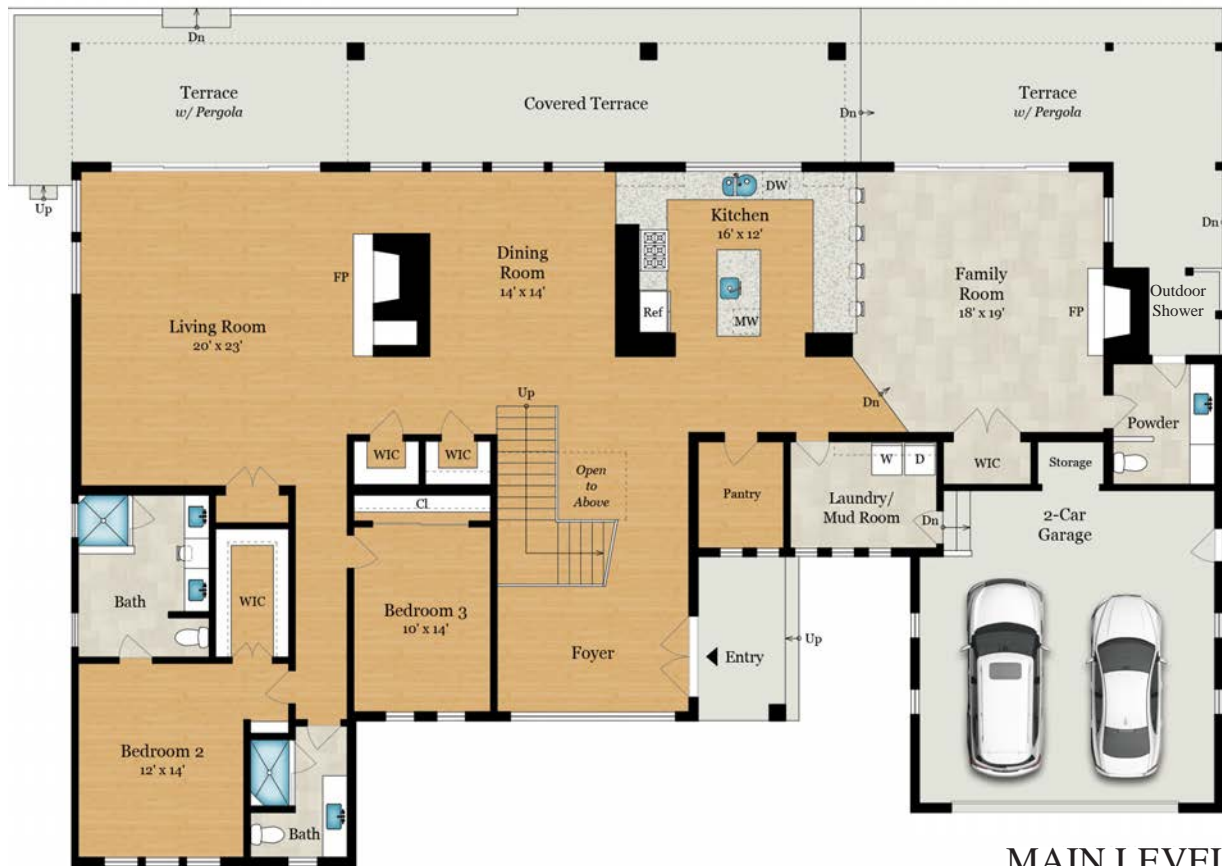 Dn
Terrace
w/ Pergola
Covered Terrace
Terrace
w/ Pergola
Dn
Up
Dn
DW
Kitchen
16' x 12'
Dining
Room
14' x 14'
FP
Living Room
20' x 23'
Ref
MW
Family
Room
18' x 19'
FP
Outdoor
Shower
Up
Dn
Powder
WIC
WIC
Open
to
Above
Pantry
W
D
WIC
Storage
Cl
Laundry/
Mud Room
Dn
2-Car
Garage
Bath
WIC
Bedroom 3
10' x 14'
Foyer
Entry
Up
Bedroom 2
12' x 14'
Bath
MAIN LEVEL